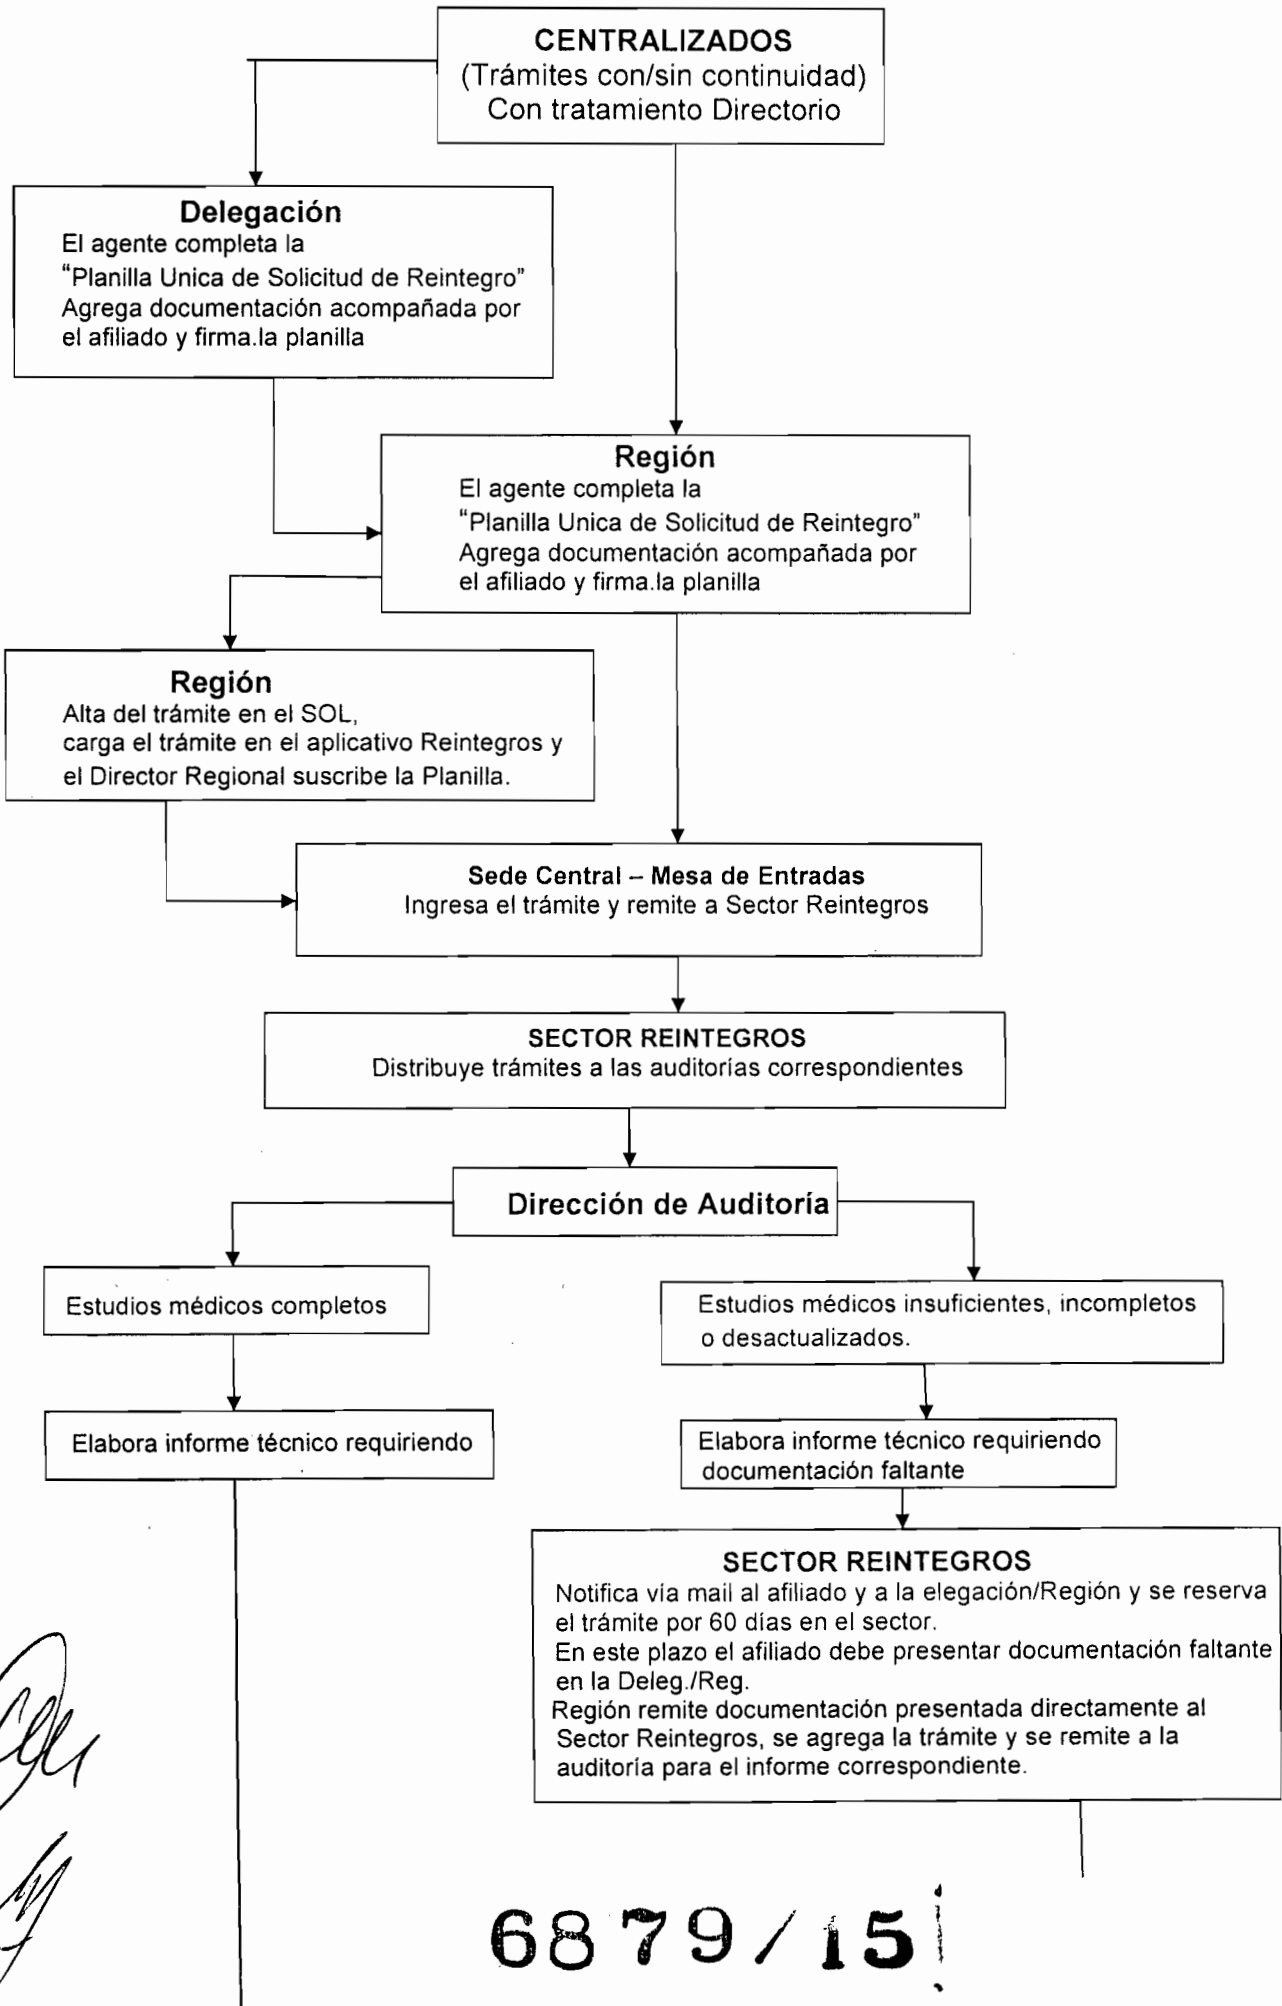 CENTRALIZADOS
(Trámites con/sin continuidad)
Con tratamiento Directorio
Delegación
El agente completa la
“Planilla Unica de Solicitud de Reintegro”
Agrega documentación acompañada por
el afiliado y firma.la planilla
Región
El agente completa la
“Planilla Unica de Solicitud de Reintegro”
Agrega documentación acompañada por
el afiliado y firma.la planilla
Región
Alta del trámite en el SOL,
carga el trámite en el aplicativo Reintegros y
el Director Regional suscribe la Planilla.
Sede Central – Mesa de Entradas
Ingresa el trámite y remite a Sector Reintegros
SECTOR REINTEGROS
Distribuye trámites a las auditorías correspondientes
Dirección de Auditoría
Estudios médicos completos
Estudios médicos insuficientes, incompletos
o desactualizados.
Elabora informe técnico requiriendo
Elabora informe técnico requiriendo
documentación faltante
SECTOR REINTEGROS
Notifica vía mail al afiliado y a la elegación/Región y se reserva
el trámite por 60 días en el sector.
En este plazo el afiliado debe presentar documentación faltante
en la Deleg./Reg.
Región remite documentación presentada directamente al
Sector Reintegros, se agrega la trámite y se remite a la
auditoría para el informe correspondiente.
6879/15